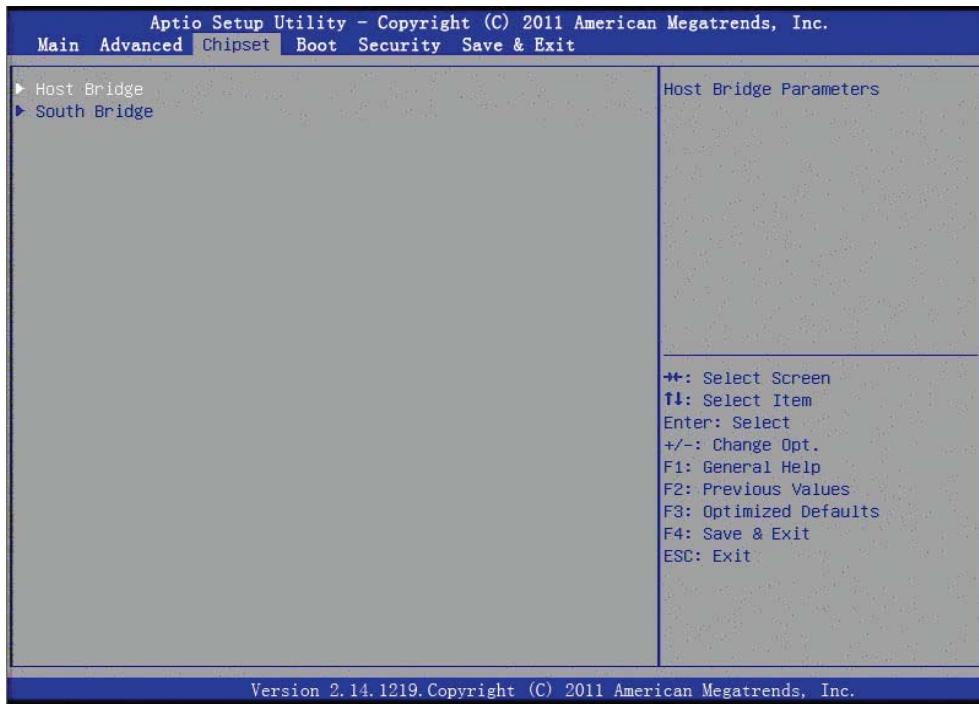 Aptio Setup Utility - Copyright (C) 2011 American Megatrends, Inc.
Main Advanced Chipset Boot Security Save & Exit
Host Bridge
South Bridge
Host Bridge Parameters
→←: Select Screen
↑↓: Select Item
Enter: Select
+/-: Change Opt.
F1: General Help
F2: Previous Values
F3: Optimized Defaults
F4: Save & Exit
ESC: Exit
Version 2.14.1219.Copyright (C) 2011 American Megatrends, Inc.